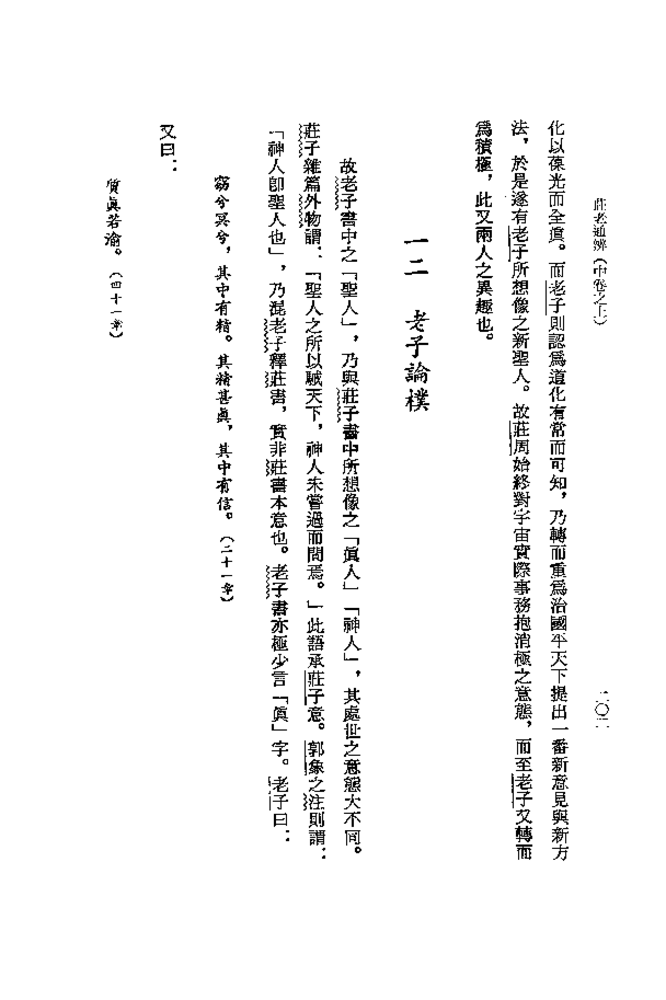 莊老通辨（中卷之上）
二〇二
化以葆光而全眞。而老子則認爲道化有常而可知，乃轉而重爲治國平天下提出一番新意見與新方
法，於是遂有老子所想像之新聖人。故莊周始終對宇宙實際事務抱消極之意態，而至老子又轉而
爲積極，此又兩人之異趣也。
一二　老子論樸
故老子書中之「聖人」，乃與莊子書中所想像之「眞人」「神人」，其處世之意態大不同。
莊子雜篇外物謂：「聖人之所以駴天下，神人未嘗過而問焉。」此語承莊子意。郭象之注則謂：
「神人卽聖人也」，乃混老子釋莊書，實非莊書本意也。老子書亦極少言「眞」字。老子曰：
窈兮冥兮，其中有精。其精甚眞，其中有信。（二十一章）
又曰：
質眞若渝。（四十一章）